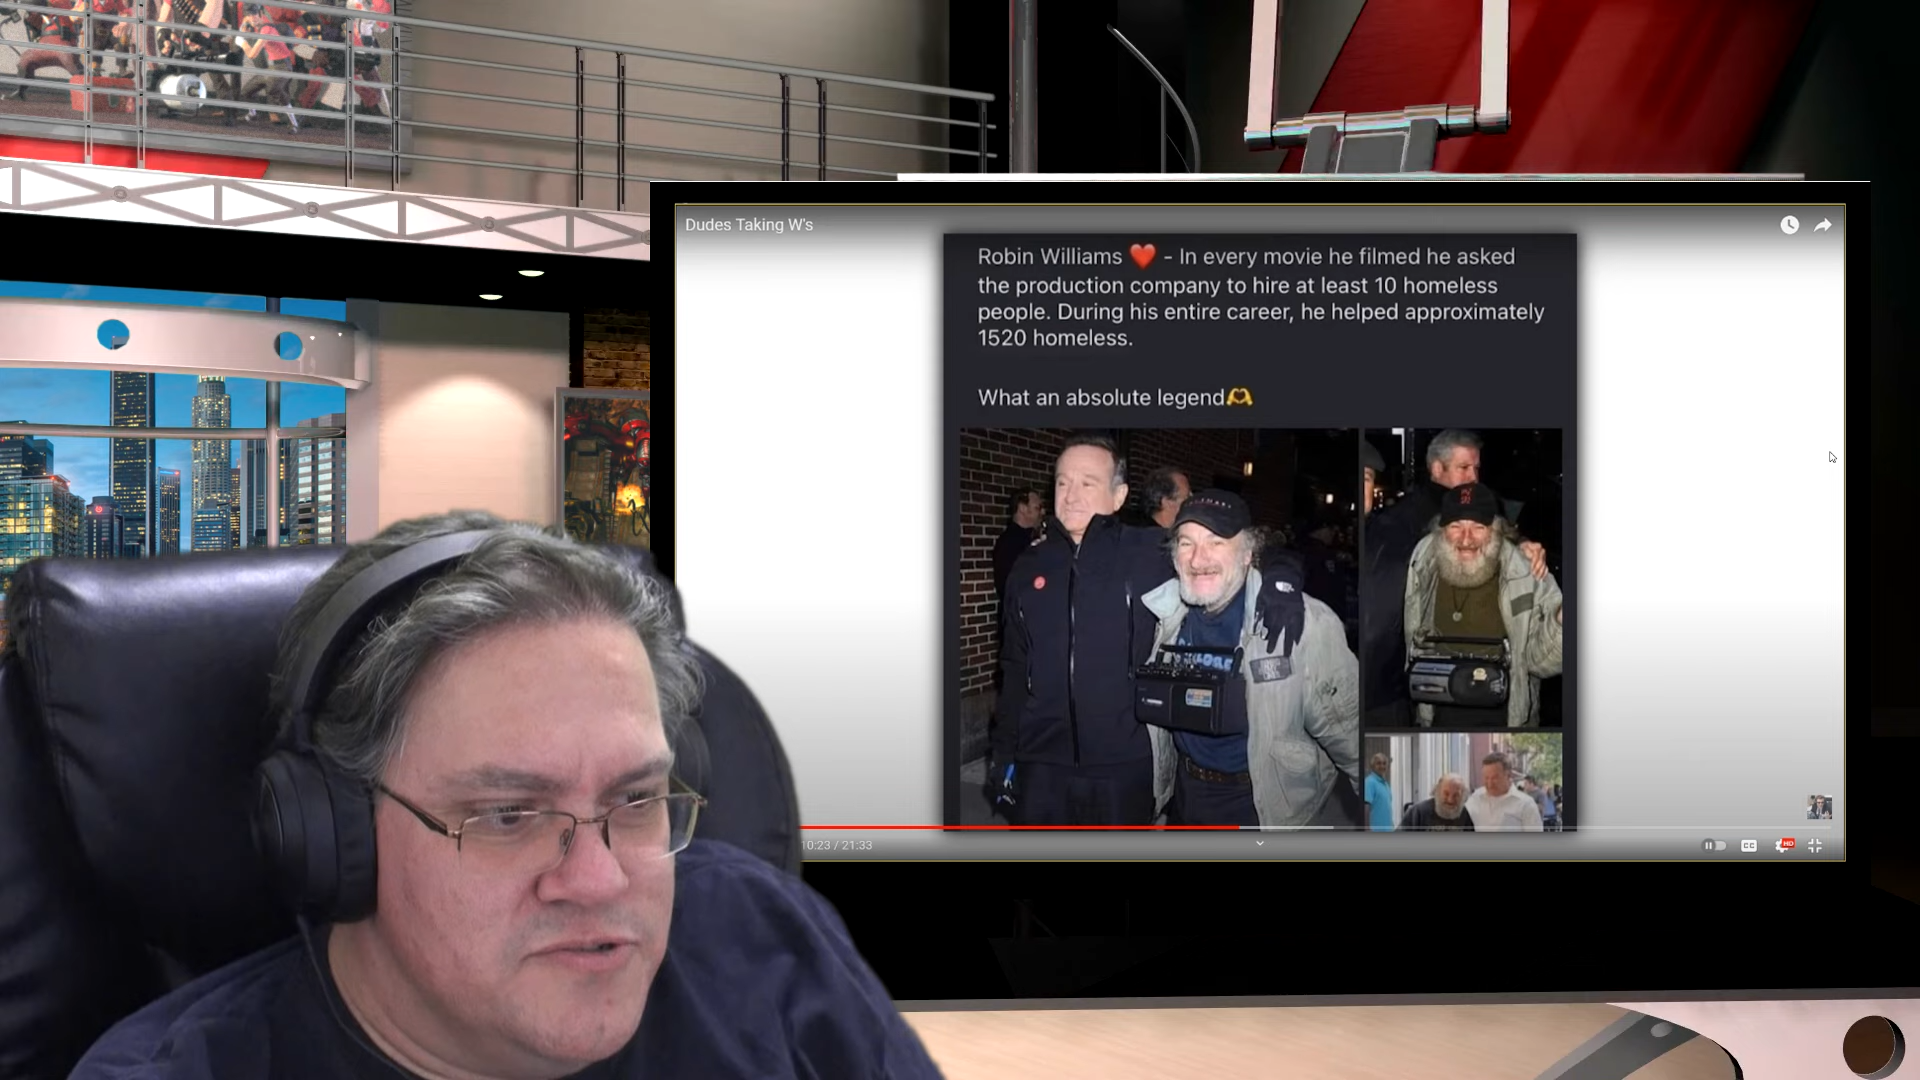 Dudes Taking W's
Robin Williams ❤️ - In every movie he filmed he asked
the production company to hire at least 10 homeless
people. During his entire career, he helped approximately
1520 homeless.
What an absolute legend🫶
10:23 / 21:33
CC
HD